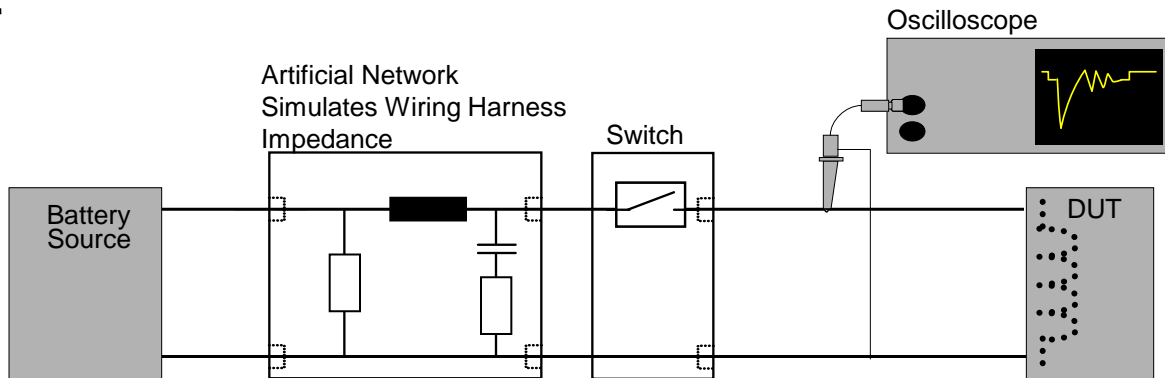 Oscilloscope
Artificial Network
Simulates Wiring Harness
Impedance
Switch
Battery
Source
DUT